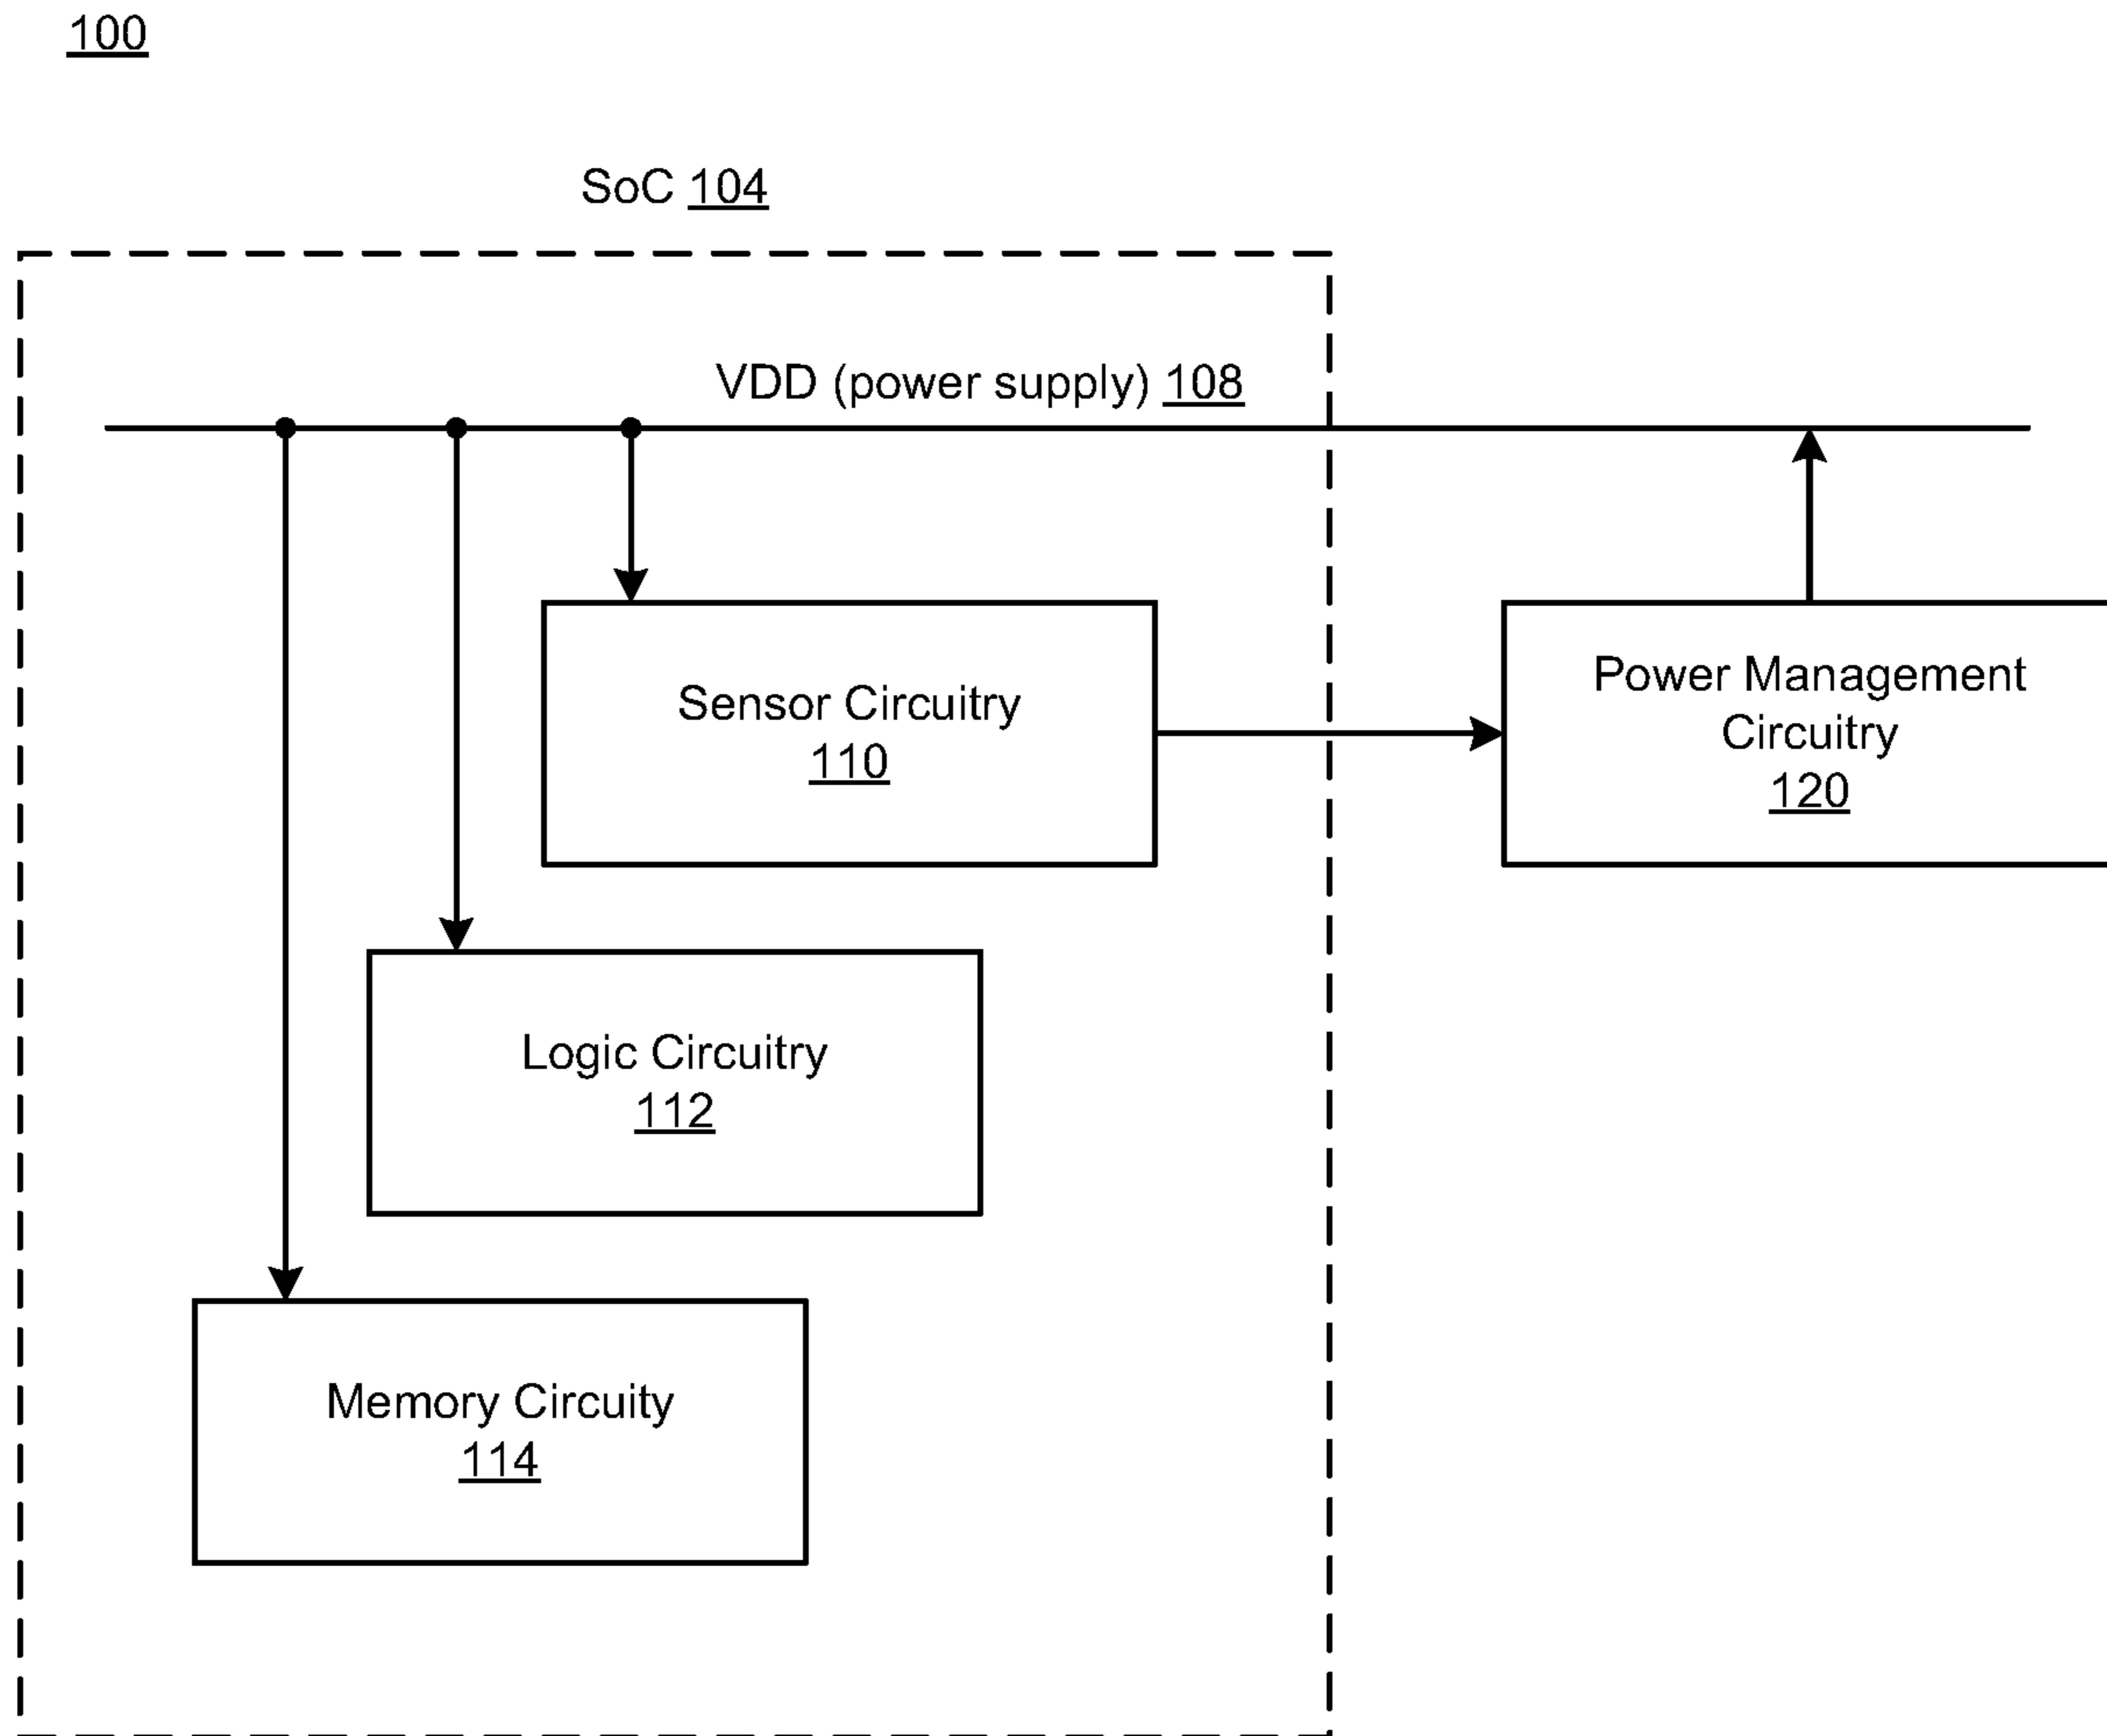 100
SoC 104
VDD (power supply) 108
Sensor Circuitry
110
Power Management
Circuitry
120
Logic Circuitry
112
Memory Circuity
114